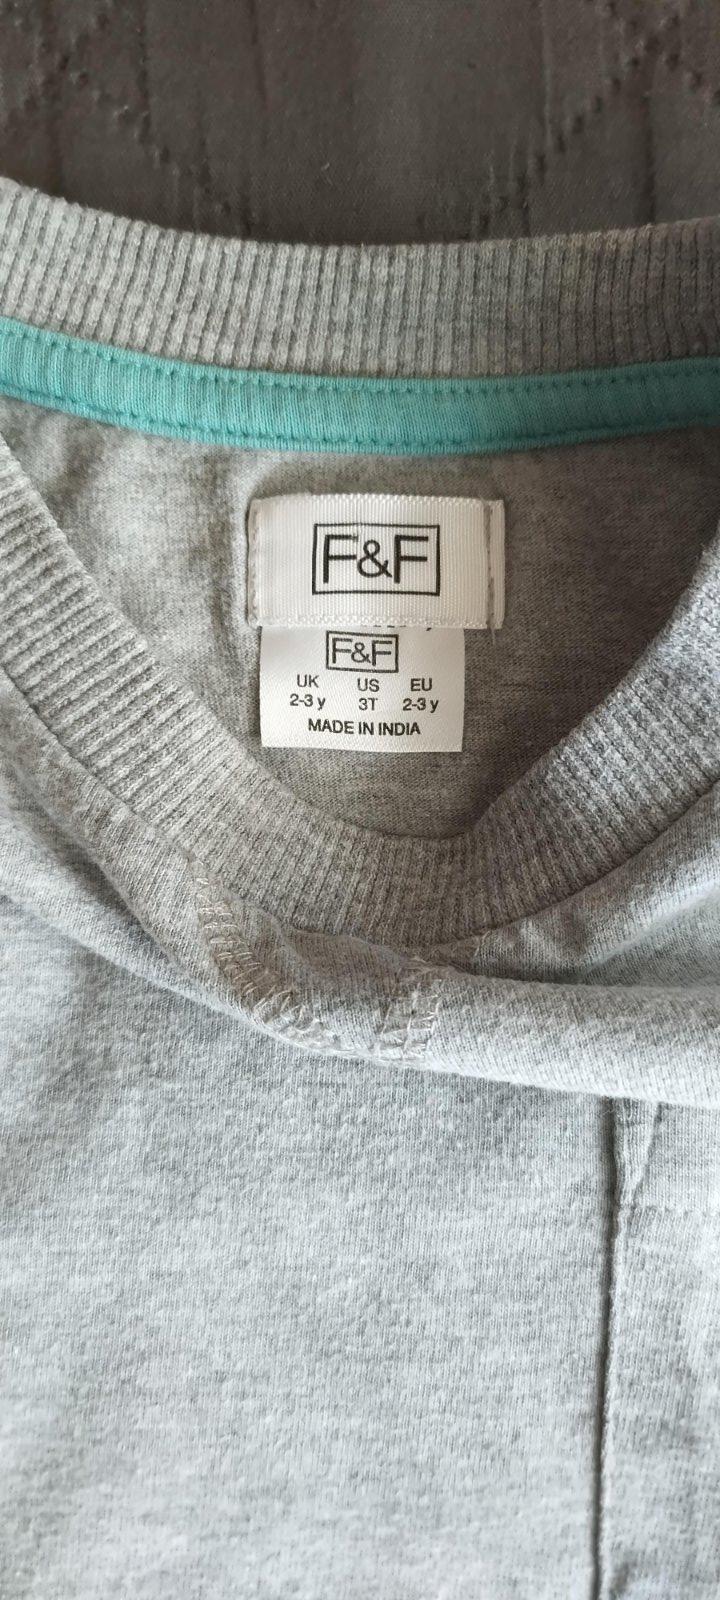 F&F
F&F
UK US EU
2-3 y 3T 2-3 y
MADE IN INDIA